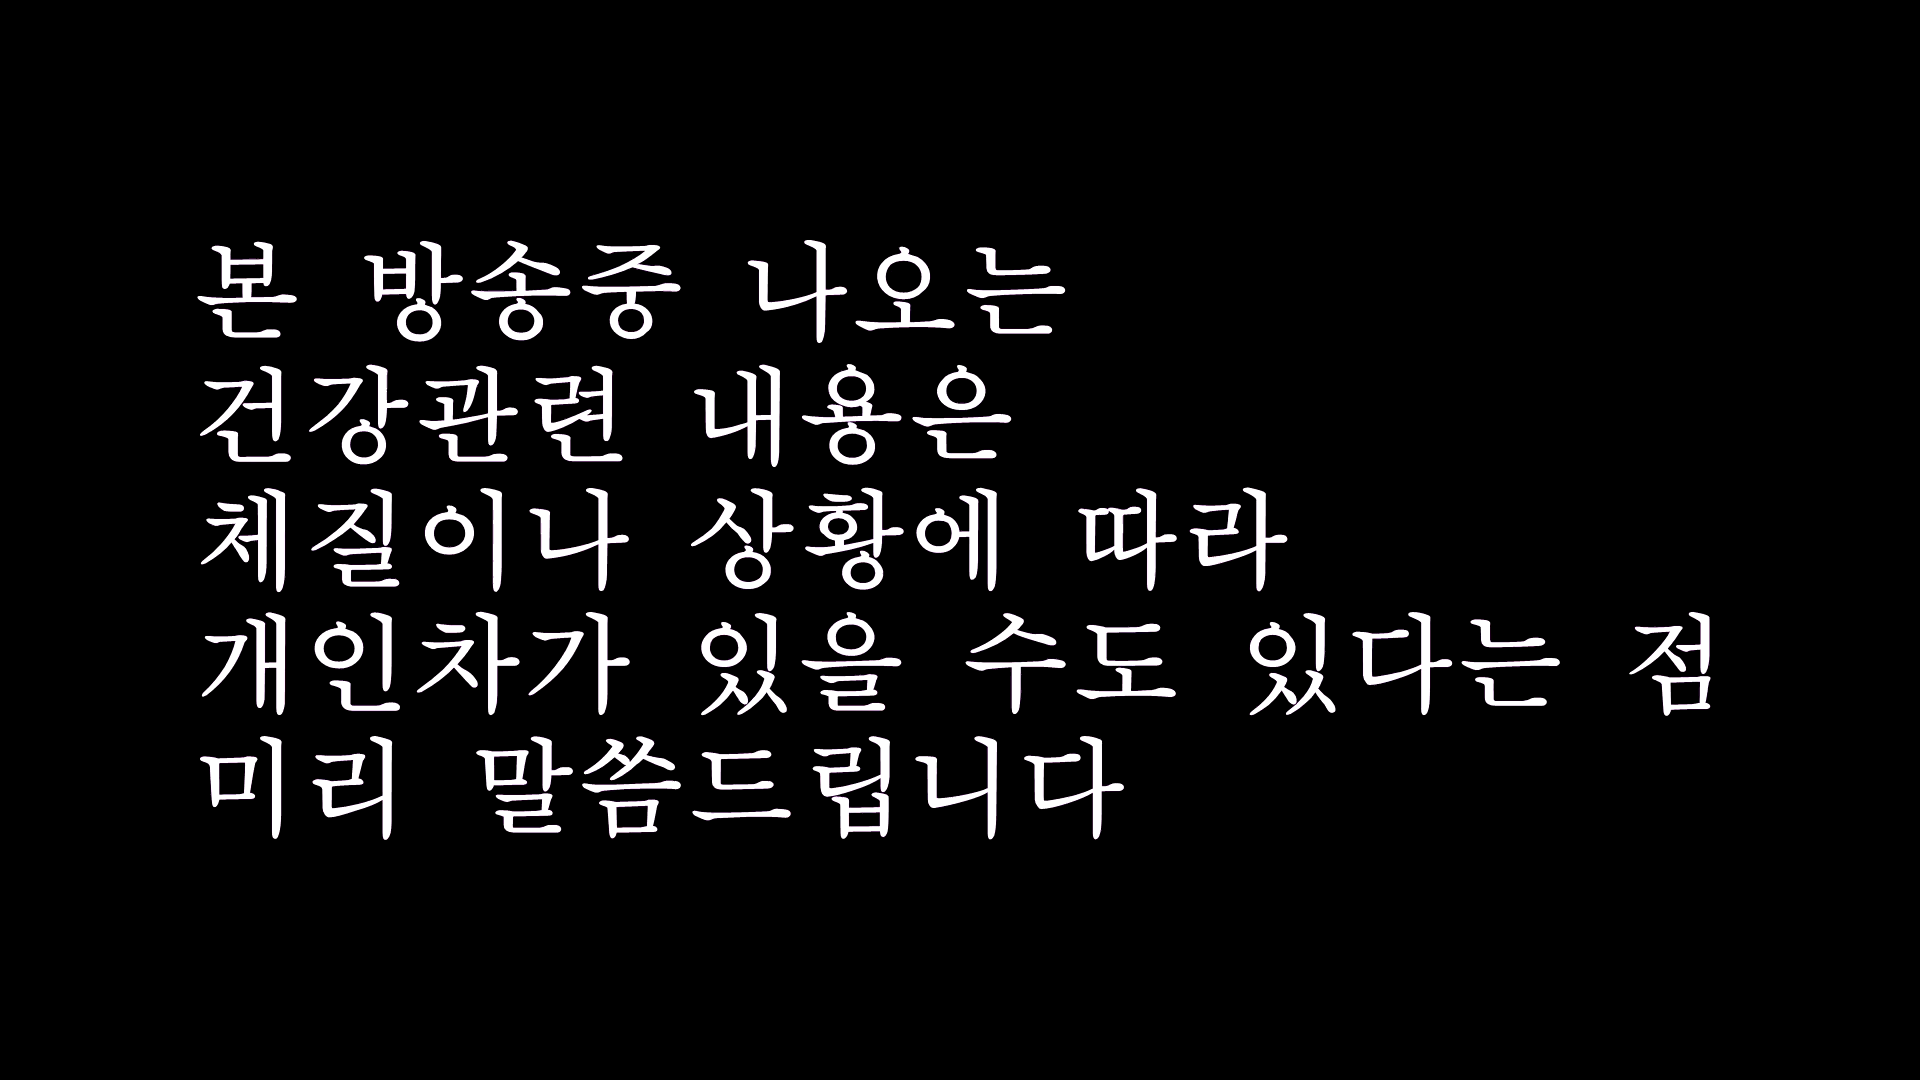 본 방송중 나오는
건강관련 내용은
체질이나 상황에 따라
개인차가 있을 수도 있다는 점
미리 말씀드립니다